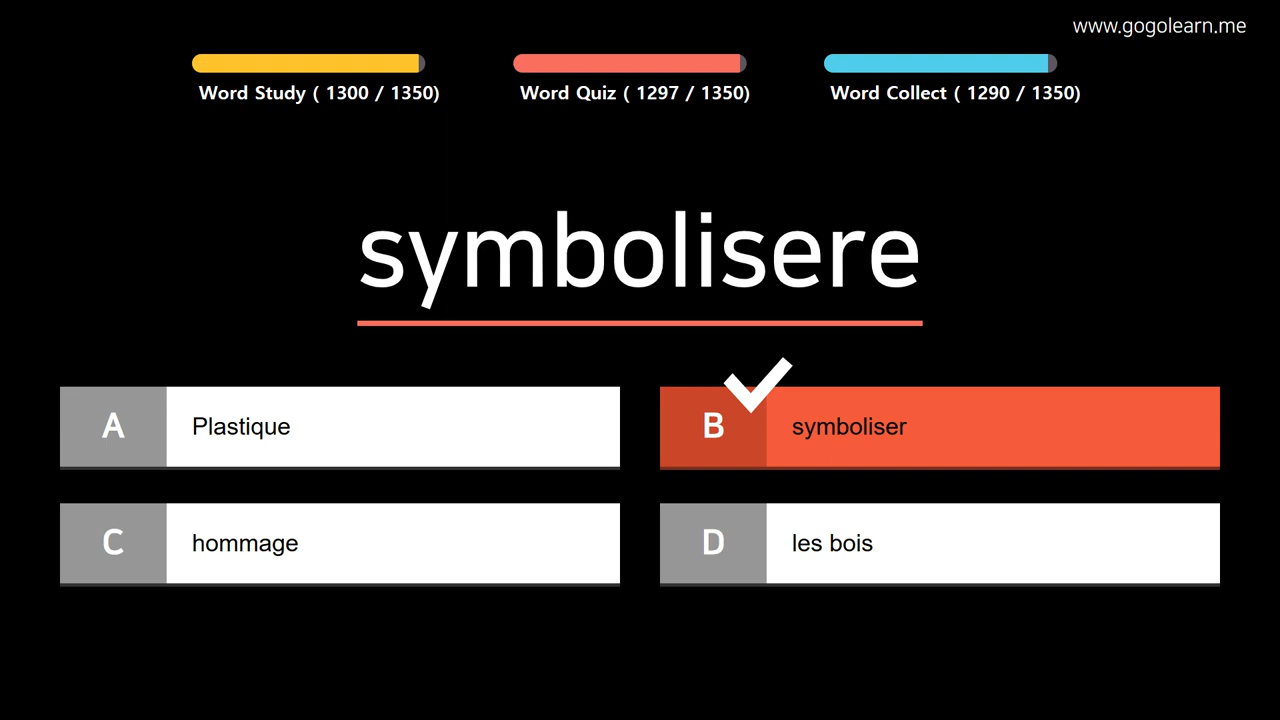 www.gogolearn.me
Word Study ( 1300 / 1350)
Word Quiz ( 1297 / 1350)
Word Collect ( 1290 / 1350)
symbolisere
A Plastique
B symboliser
C hommage
D les bois